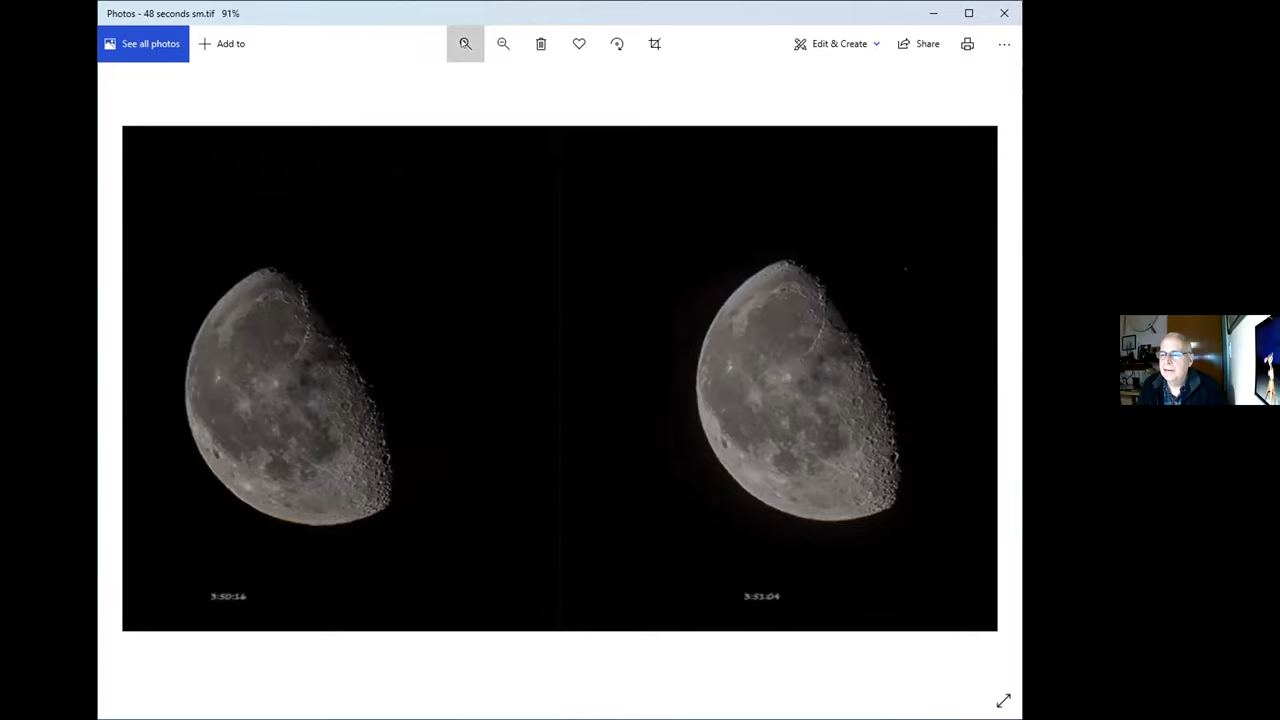 Photos - 48 seconds sm.tif 91%
See all photos
Add to
Edit & Create
Share
3:50:16
3:51:04